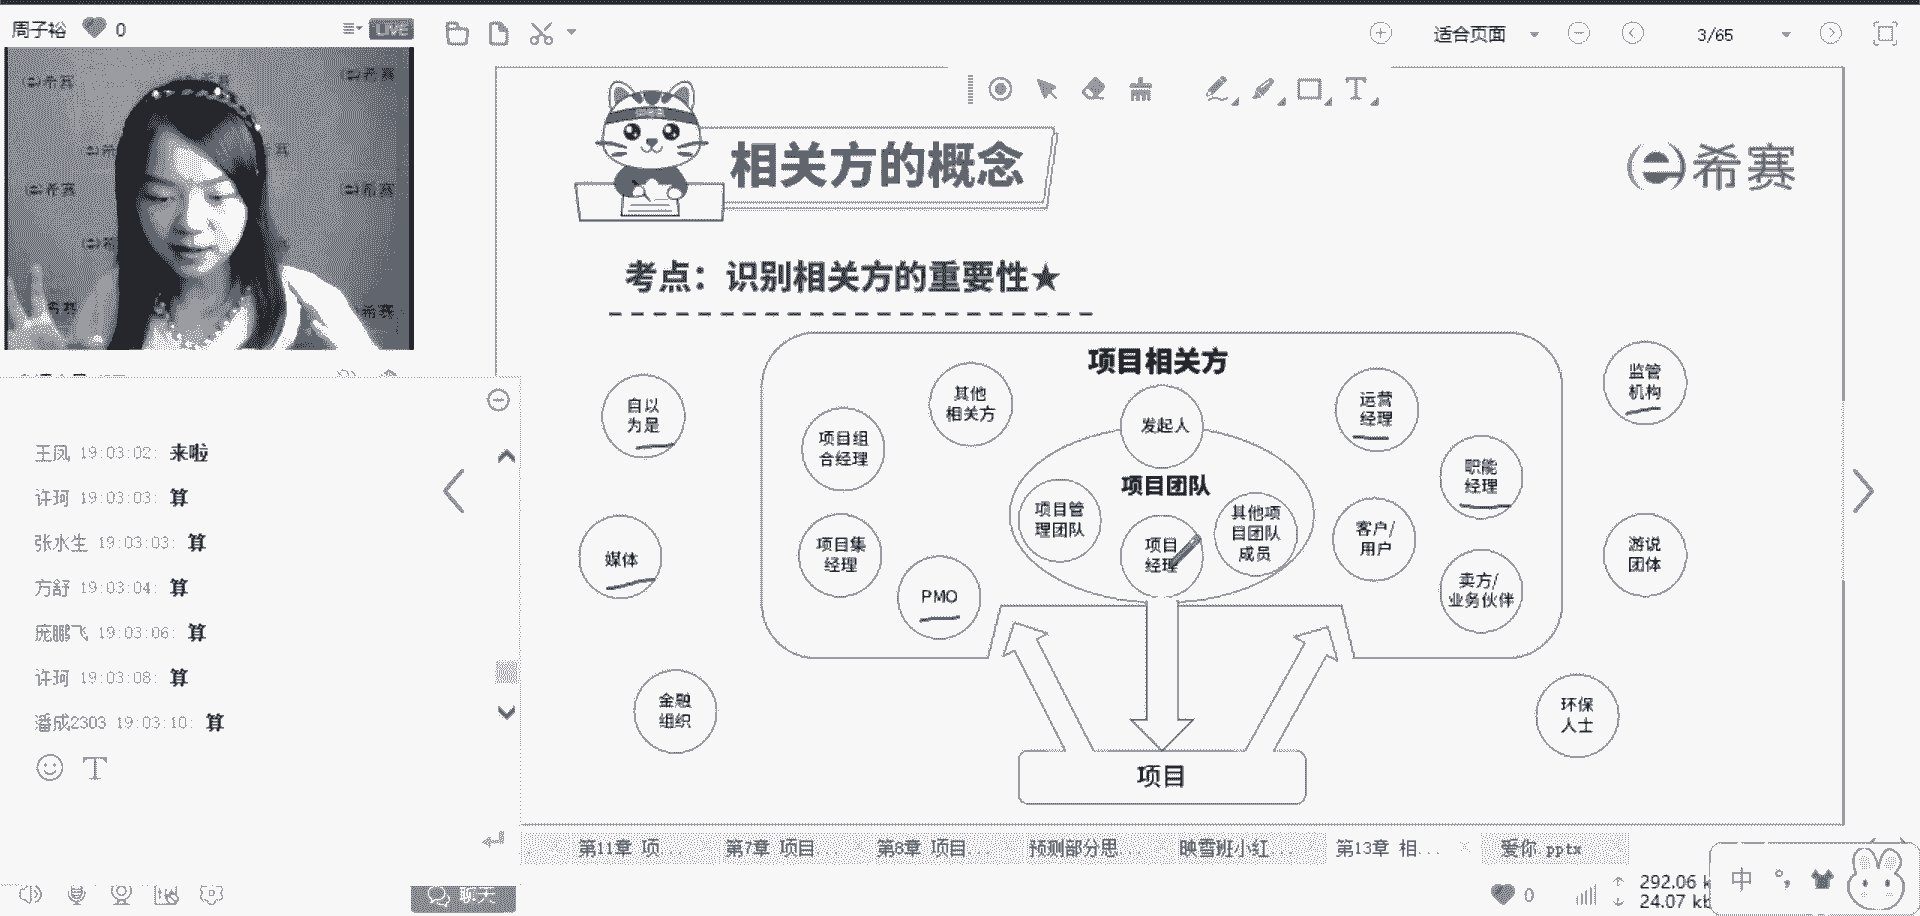 周子裕 0
LIVE
适合页面
3/65
希赛
相关方的概念
希赛
考点：识别相关方的重要性★
项目相关方
自以
为是
媒体
金融
组织
项目组
合经理
其他
相关方
项目集
经理
PMO
发起人
项目团队
项目管
理团队
项目
经理
其他项
目团队
成员
运营
经理
职能
经理
客户/
用户
卖方/
业务伙伴
监管
机构
游说
团体
环保
人士
项目
王凤 19:03:02: 来啦
许珂 19:03:03: 算
张水生 19:03:03: 算
方舒 19:03:04: 算
庞鹏飞 19:03:06: 算
许珂 19:03:08: 算
潘成2303 19:03:10: 算
聊天
第11章 项...
第7章 项目...
第8章 项目...
预测部分思...
映雪班小红...
第13章 相...
爱你.pptx
0
292.06 k
24.07 kb
中